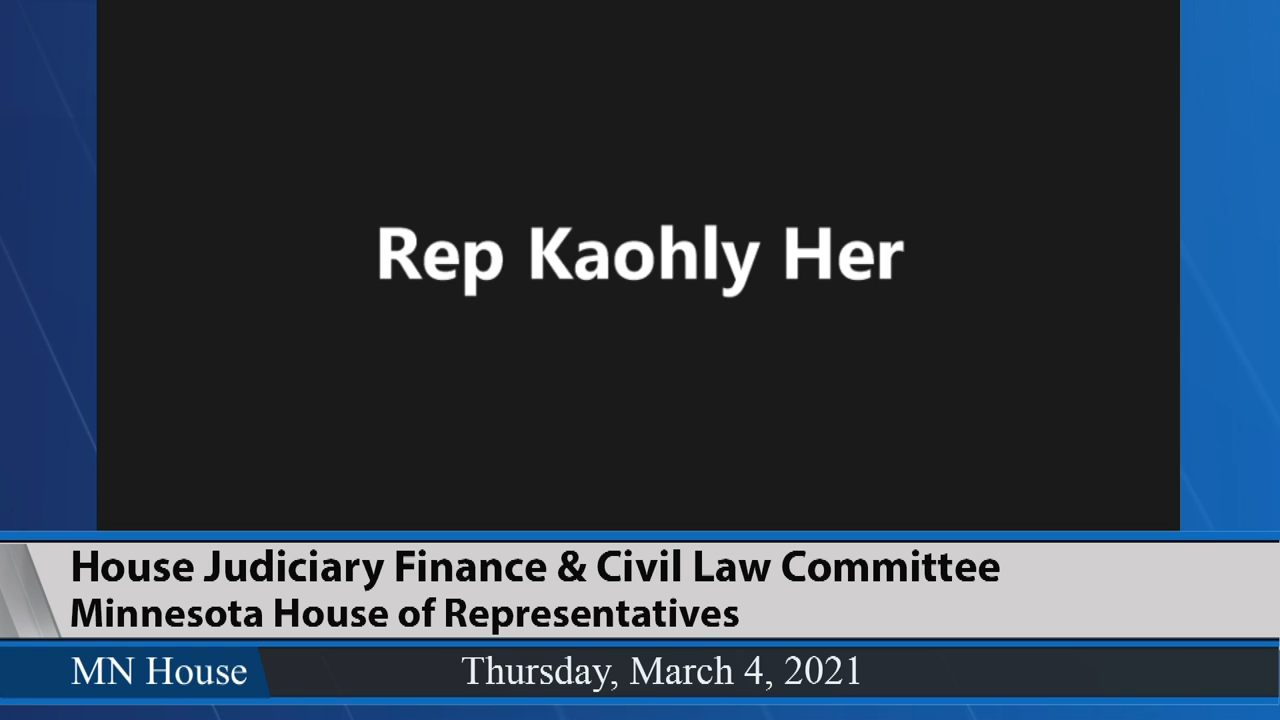 Rep Kaohly Her
House Judiciary Finance & Civil Law Committee
Minnesota House of Representatives
MN House Thursday, March 4, 2021